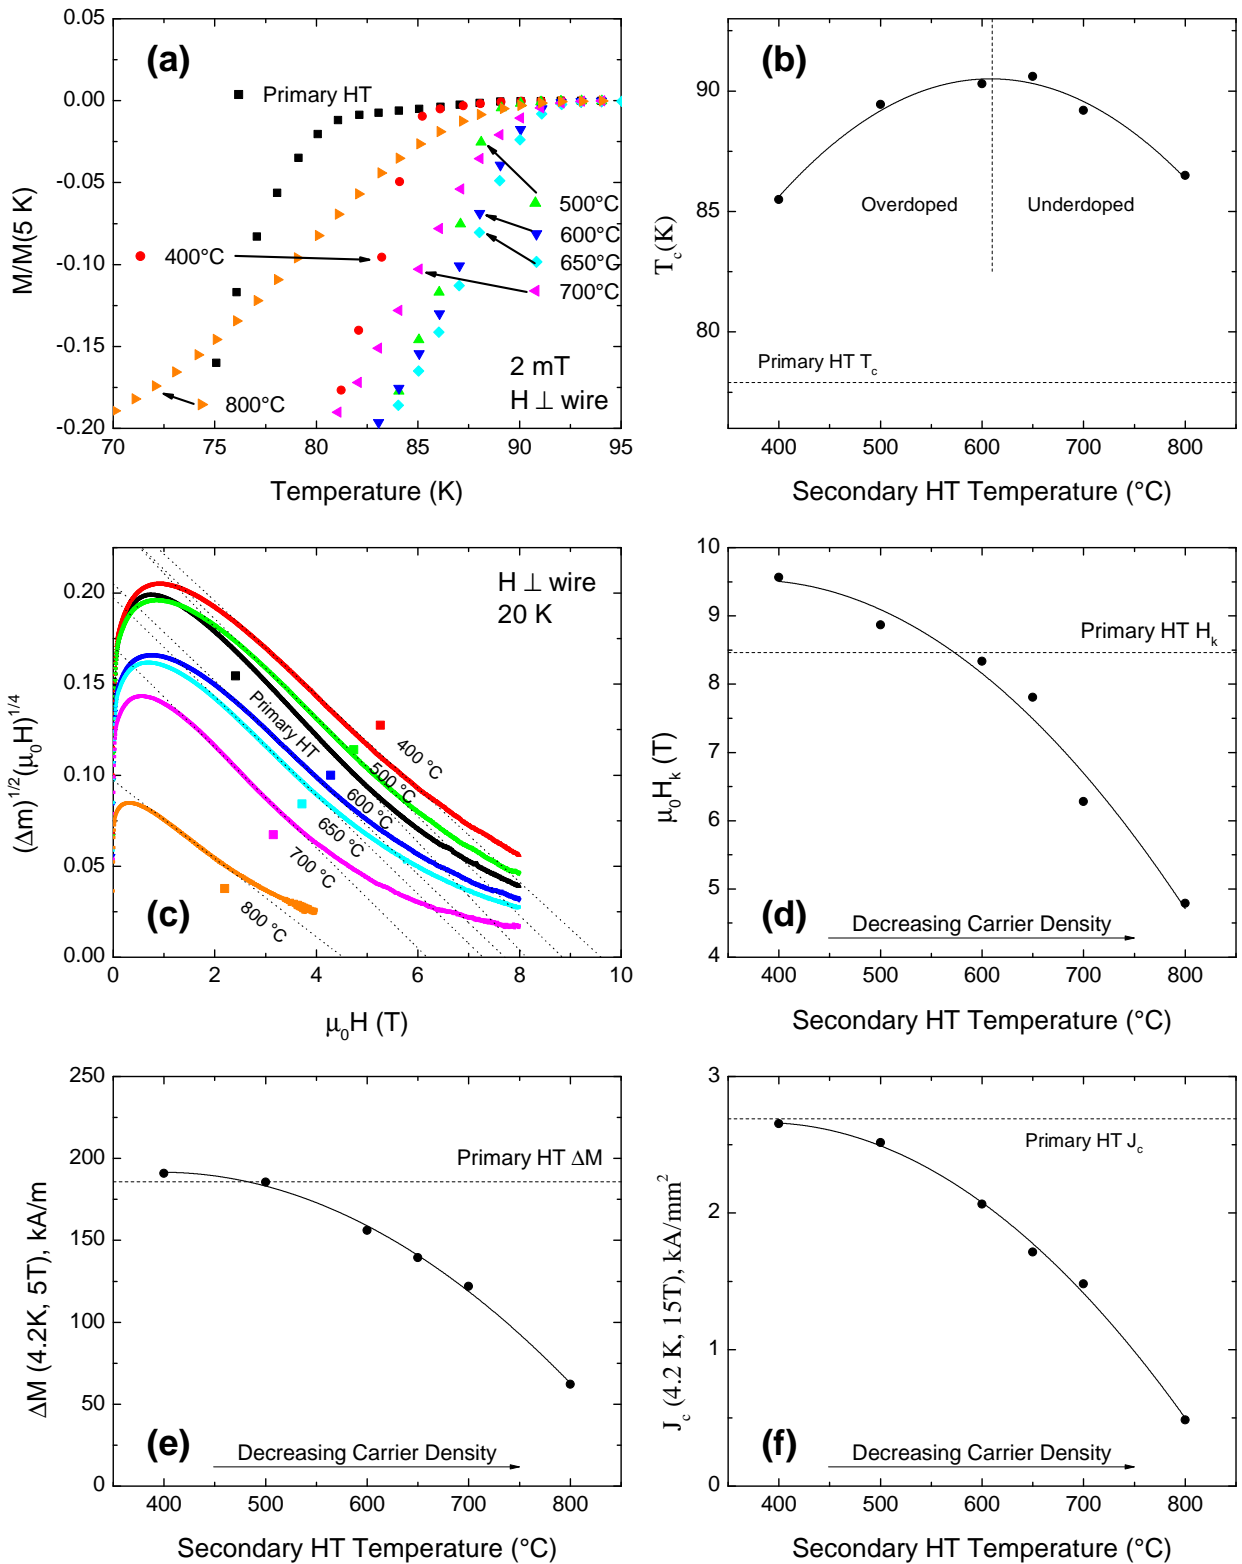 0.05
0.00
-0.05
-0.10
-0.15
-0.20
M/M(5 K)
(a)
Primary HT
500°C
600°C
650°C
700°C
400°C
800°C
2 mT
H ⊥ wire
70 75 80 85 90 95
Temperature (K)
90
85
80
T_c(K)
(b)
Overdoped
Underdoped
Primary HT T_c
400 500 600 700 800
Secondary HT Temperature (°C)
0.20
0.15
0.10
0.05
0.00
(Δm)^1/2(μ_0H)^1/4
H ⊥ wire
20 K
Primary HT
400 °C
500 °C
600 °C
650 °C
700 °C
800 °C
(c)
0 2 4 6 8 10
μ_0H (T)
10
9
8
7
6
5
4
μ_0H_k (T)
Primary HT H_k
(d)
Decreasing Carrier Density
400 500 600 700 800
Secondary HT Temperature (°C)
250
200
150
100
50
0
ΔM (4.2K, 5T), kA/m
Primary HT ΔM
(e)
Decreasing Carrier Density
400 500 600 700 800
Secondary HT Temperature (°C)
3
2
1
0
J_c (4.2 K, 15T), kA/mm^2
Primary HT J_c
(f)
Decreasing Carrier Density
400 500 600 700 800
Secondary HT Temperature (°C)